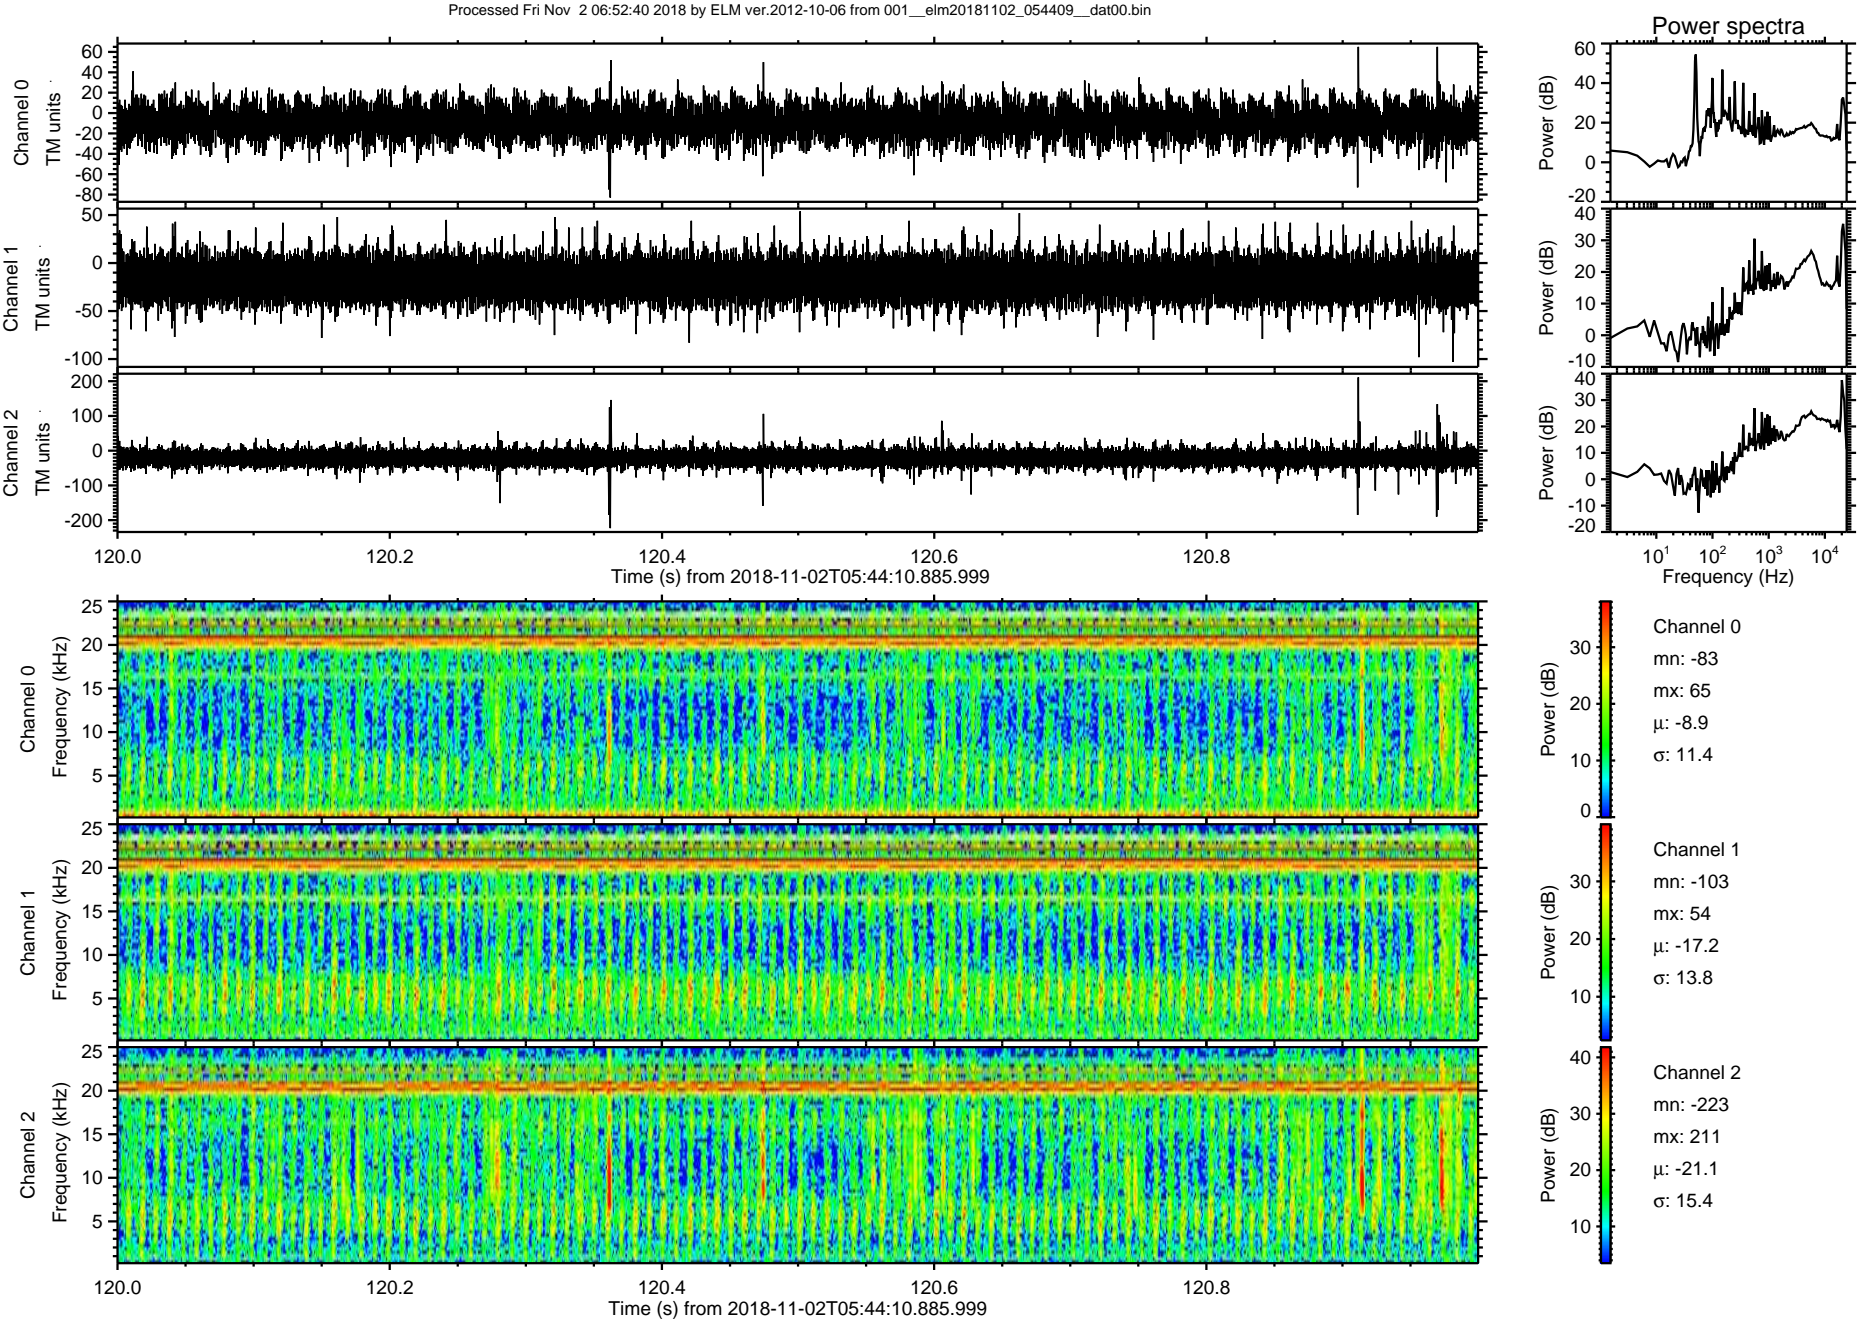 Processed Fri Nov  2 06:52:40 2018 by ELM ver.2012-10-06 from 001__elm20181102_054409__dat00.bin
Power spectra
Channel 0
TM units
60
40
20
0
-20
-40
-60
-80
Power (dB)
60
40
20
0
-20
Channel 1
TM units
50
0
-50
-100
Power (dB)
40
30
20
10
0
-10
Channel 2
TM units
200
100
0
-100
-200
Power (dB)
40
30
20
10
0
-10
-20
120.0 120.2 120.4 120.6 120.8
Time (s) from 2018-11-02T05:44:10.885.999
10¹ 10² 10³ 10⁴
Frequency (Hz)
Channel 0
Frequency (kHz)
25
20
15
10
5
Power (dB)
30
20
10
0
Channel 0
mn: -83
mx: 65
µ: -8.9
σ: 11.4
Channel 1
Frequency (kHz)
25
20
15
10
5
Power (dB)
30
20
10
Channel 1
mn: -103
mx: 54
µ: -17.2
σ: 13.8
Channel 2
Frequency (kHz)
25
20
15
10
5
Power (dB)
40
30
20
10
Channel 2
mn: -223
mx: 211
µ: -21.1
σ: 15.4
120.0 120.2 120.4 120.6 120.8
Time (s) from 2018-11-02T05:44:10.885.999